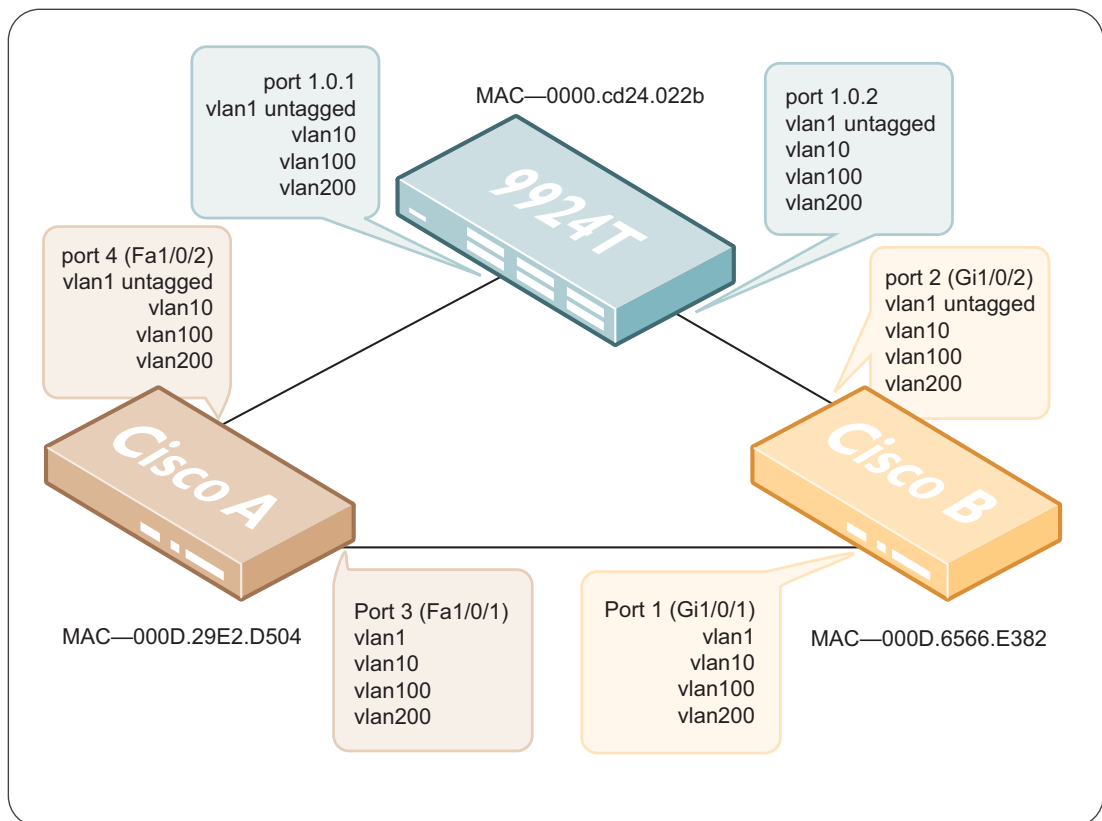 port 1.0.1
vlan1 untagged
vlan10
vlan100
vlan200
MAC—0000.cd24.022b
port 1.0.2
vlan1 untagged
vlan10
vlan100
vlan200
9924T
port 4 (Fa1/0/2)
vlan1 untagged
vlan10
vlan100
vlan200
port 2 (Gi1/0/2)
vlan1 untagged
vlan10
vlan100
vlan200
Cisco A
Cisco B
MAC—000D.29E2.D504
Port 3 (Fa1/0/1)
vlan1
vlan10
vlan100
vlan200
Port 1 (Gi1/0/1)
vlan1
vlan10
vlan100
vlan200
MAC—000D.6566.E382